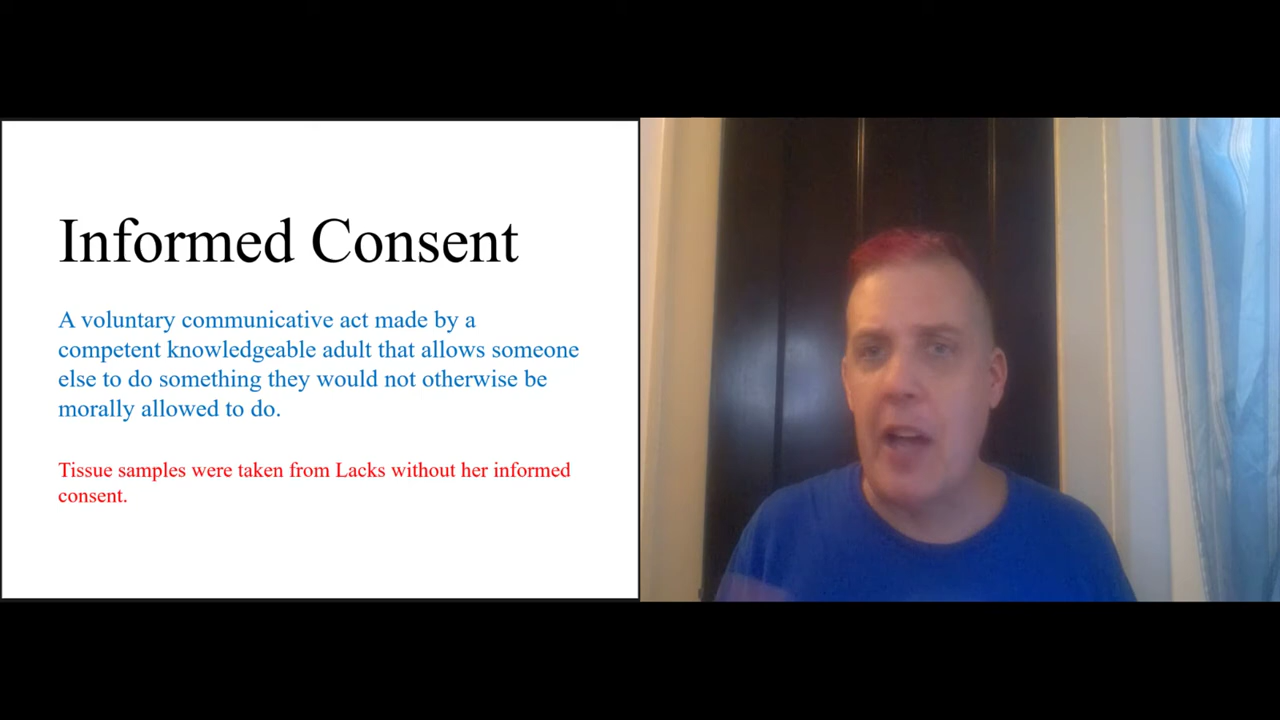 Informed Consent
A voluntary communicative act made by a
competent knowledgeable adult that allows someone
else to do something they would not otherwise be
morally allowed to do.
Tissue samples were taken from Lacks without her informed
consent.